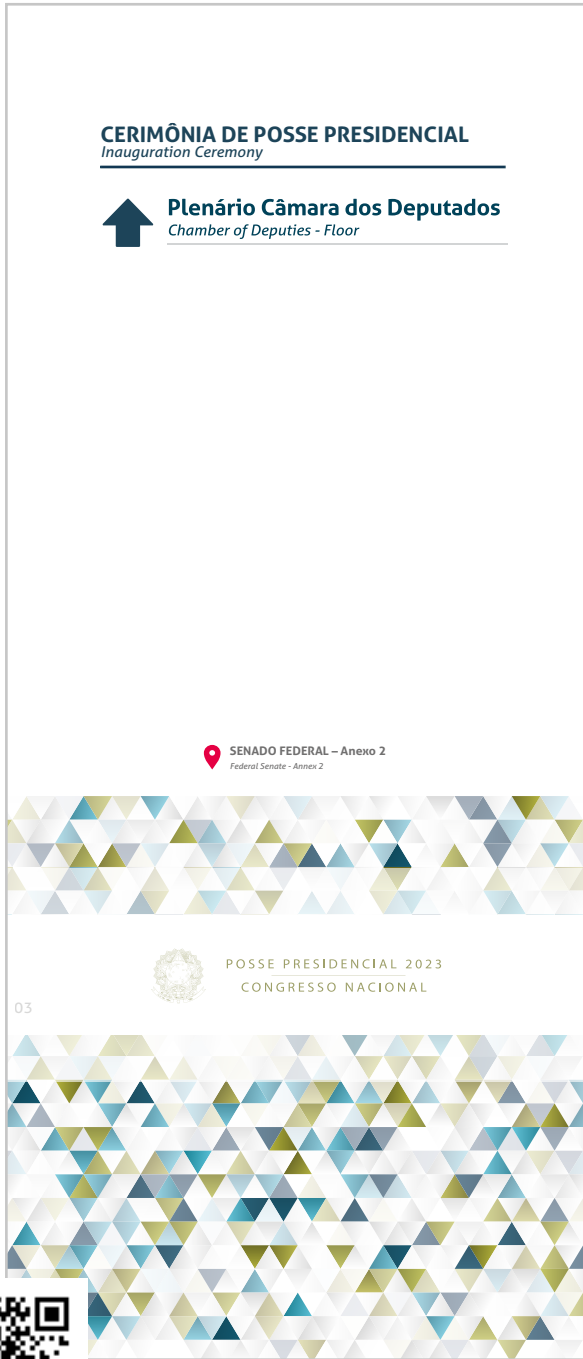 CERIMÔNIA DE POSSE PRESIDENCIAL
Inauguration Ceremony
Plenário Câmara dos Deputados
Chamber of Deputies - Floor
SENADO FEDERAL – Anexo 2
Federal Senate - Annex 2
POSSE PRESIDENCIAL 2023
CONGRESSO NACIONAL
03